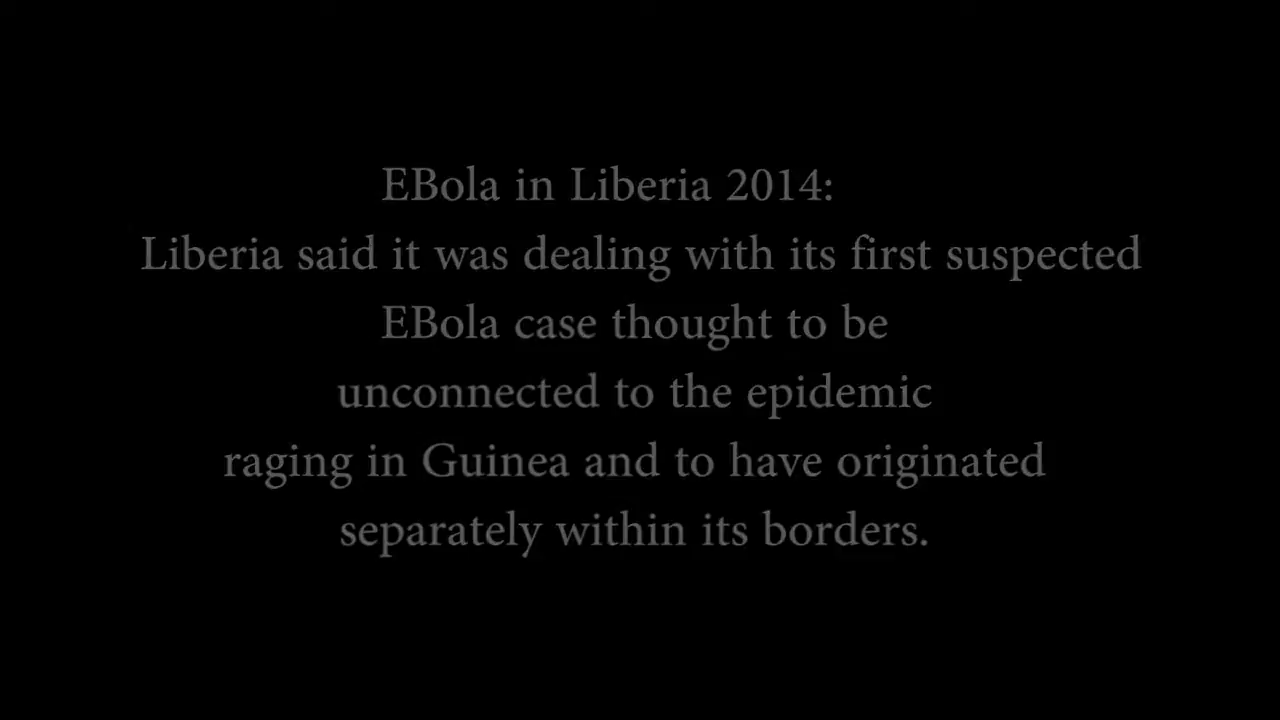 EBola in Liberia 2014:
Liberia said it was dealing with its first suspected
EBola case thought to be
unconnected to the epidemic
raging in Guinea and to have originated
separately within its borders.